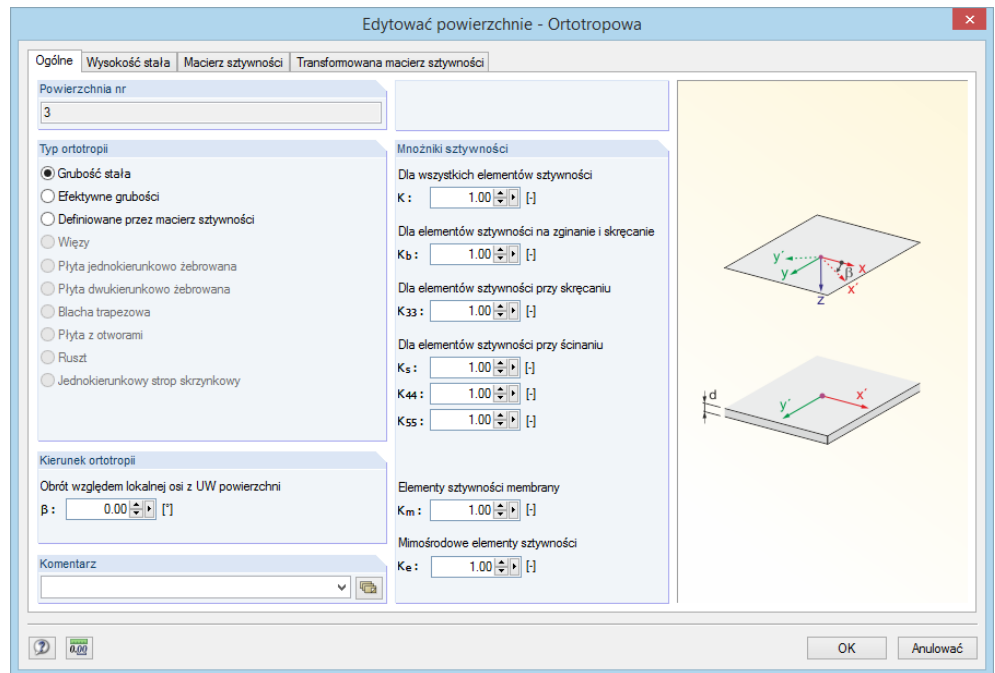 Edytować powierzchnie - Ortotropowa
Ogólne
Wysokość stała
Macierz sztywności
Transformowana macierz sztywności
Powierzchnia nr
3
Typ ortotropii
Grubość stała
Efektywne grubości
Definiowane przez macierz sztywności
Więzy
Płyta jednokierunkowo żebrowana
Płyta dwukierunkowo żebrowana
Blacha trapezowa
Płyta z otworami
Ruszt
Jednokierunkowy strop skrzynkowy
Kierunek ortotropii
Obrót względem lokalnej osi z UW powierzchni
β : 0.00 [°]
Komentarz
Mnożniki sztywności
Dla wszystkich elementów sztywności
K : 1.00 [-]
Dla elementów sztywności na zginanie i skręcanie
Kb : 1.00 [-]
Dla elementów sztywności przy skręcaniu
K33 : 1.00 [-]
Dla elementów sztywności przy ścinaniu
Ks : 1.00 [-]
K44 : 1.00 [-]
K55 : 1.00 [-]
Elementy sztywności membrany
Km : 1.00 [-]
Mimośrodowe elementy sztywności
Ke : 1.00 [-]
y´
y
β
x
x´
z
d
y´
x´
0.00
OK
Anulować